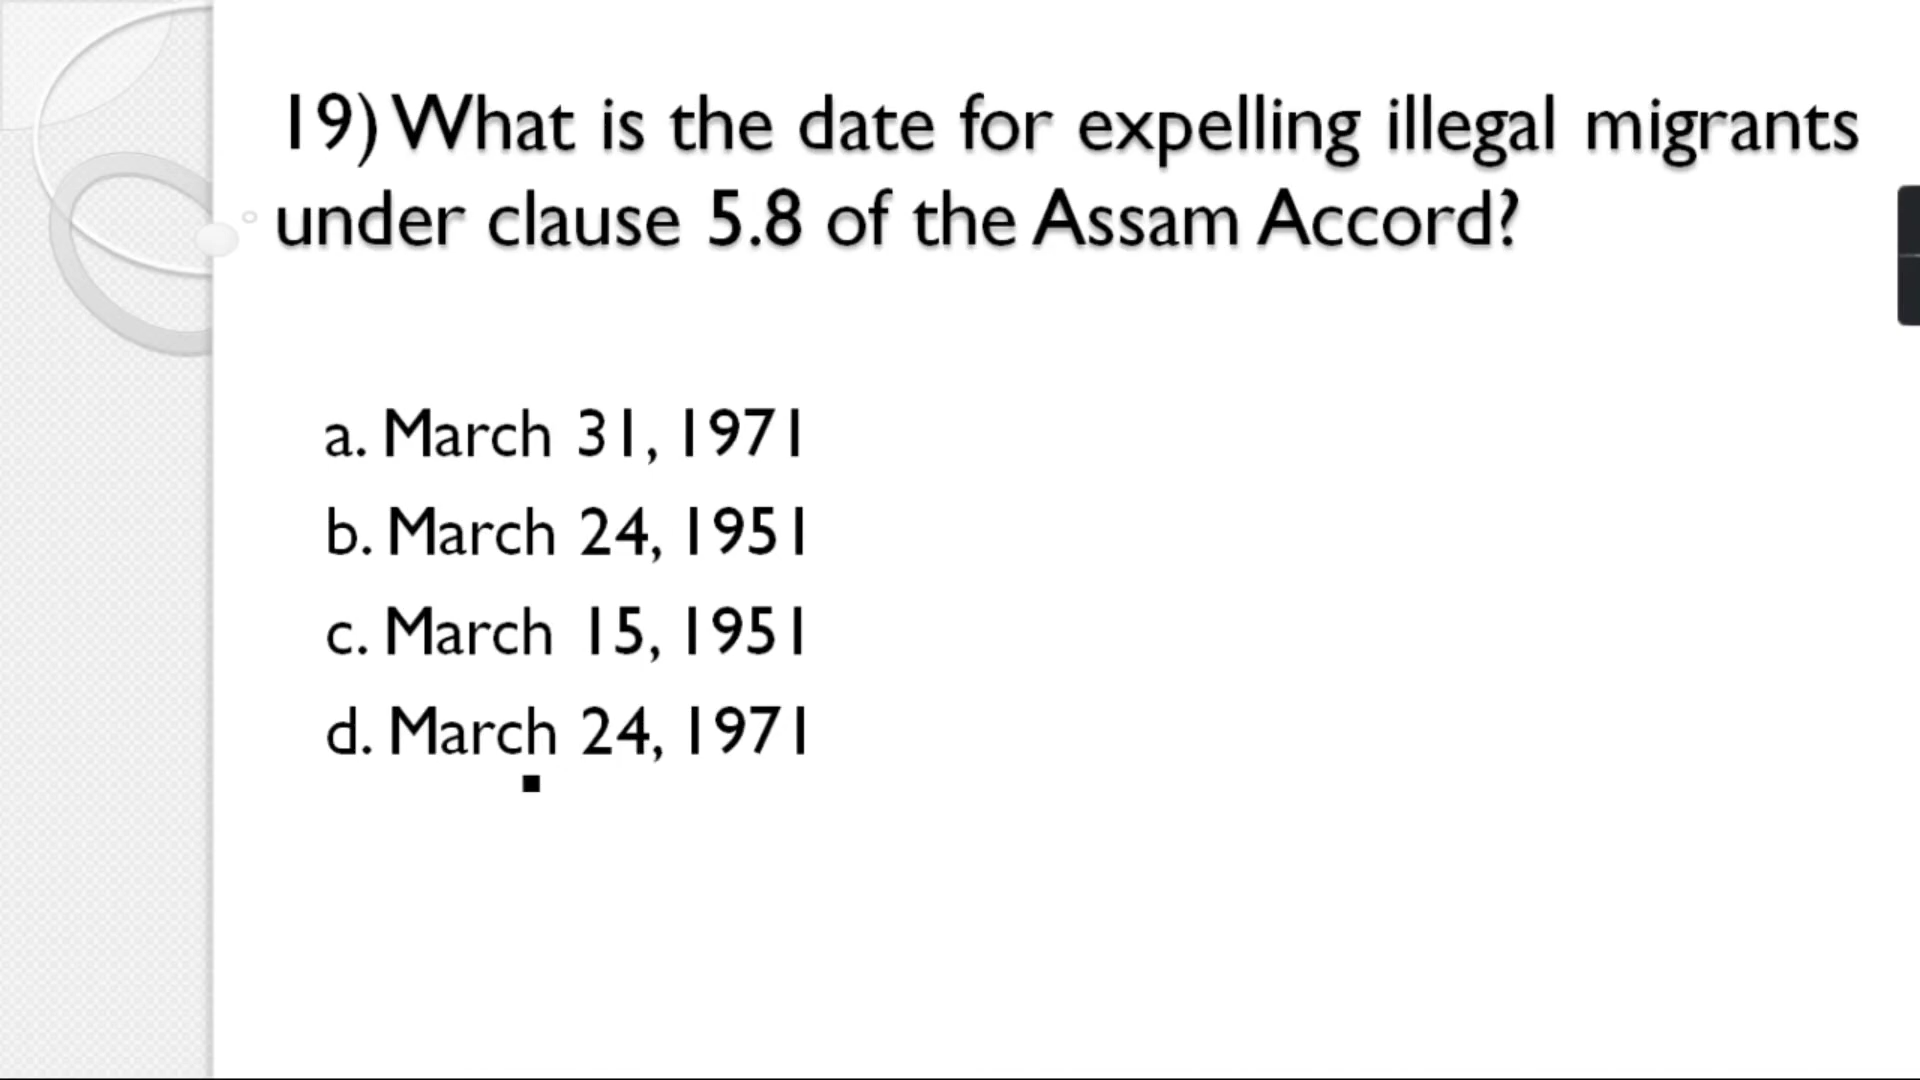 19) What is the date for expelling illegal migrants
under clause 5.8 of the Assam Accord?
a. March 31, 1971
b. March 24, 1951
c. March 15, 1951
d. March 24, 1971